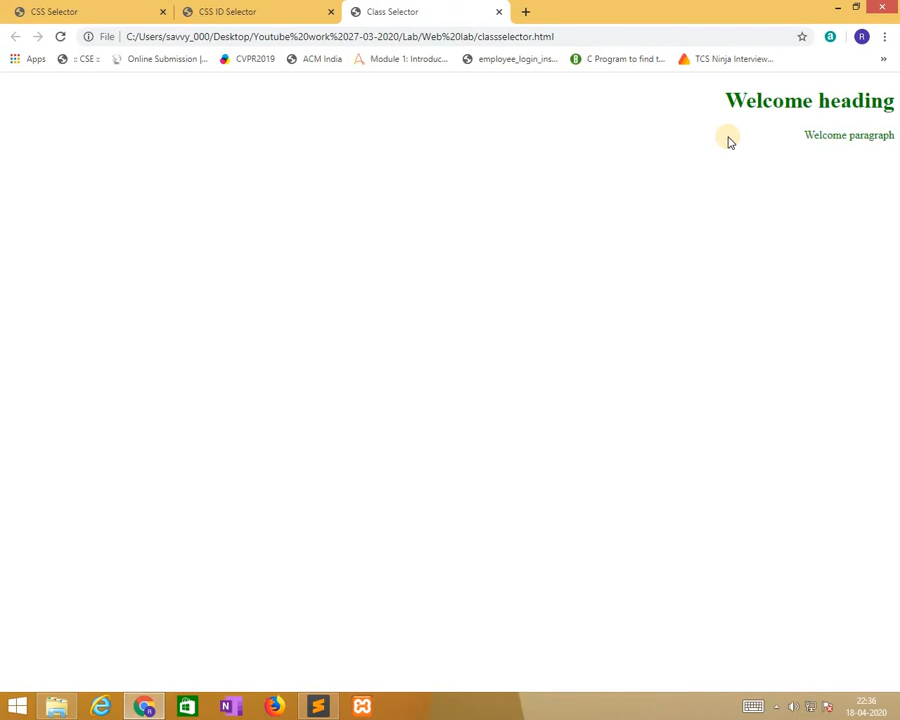 CSS Selector
CSS ID Selector
Class Selector
File
C:/Users/savvy_000/Desktop/Youtube%20work%2027-03-2020/Lab/Web%20lab/classselector.html
R
Apps
:: CSE ::
Online Submission |...
CVPR2019
ACM India
Module 1: Introduc...
employee_login_ins...
C Program to find t...
TCS Ninja Interview...
»
Welcome heading
Welcome paragraph
22:36
18-04-2020